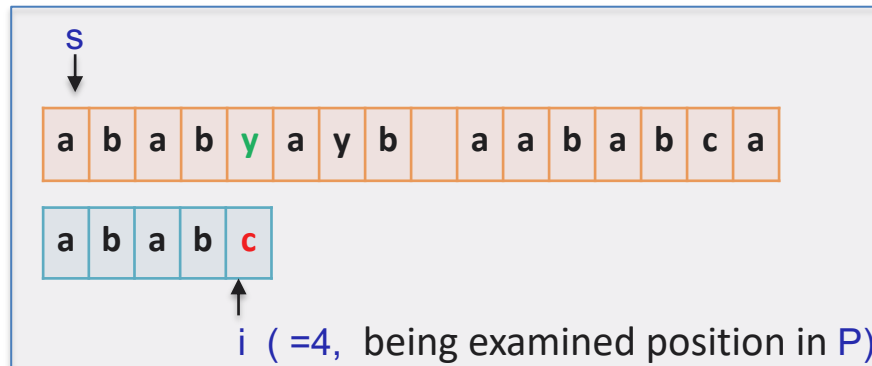 s
a b a b y a y b a a b a b c a
a b a b c
i ( =4, being examined position in P)